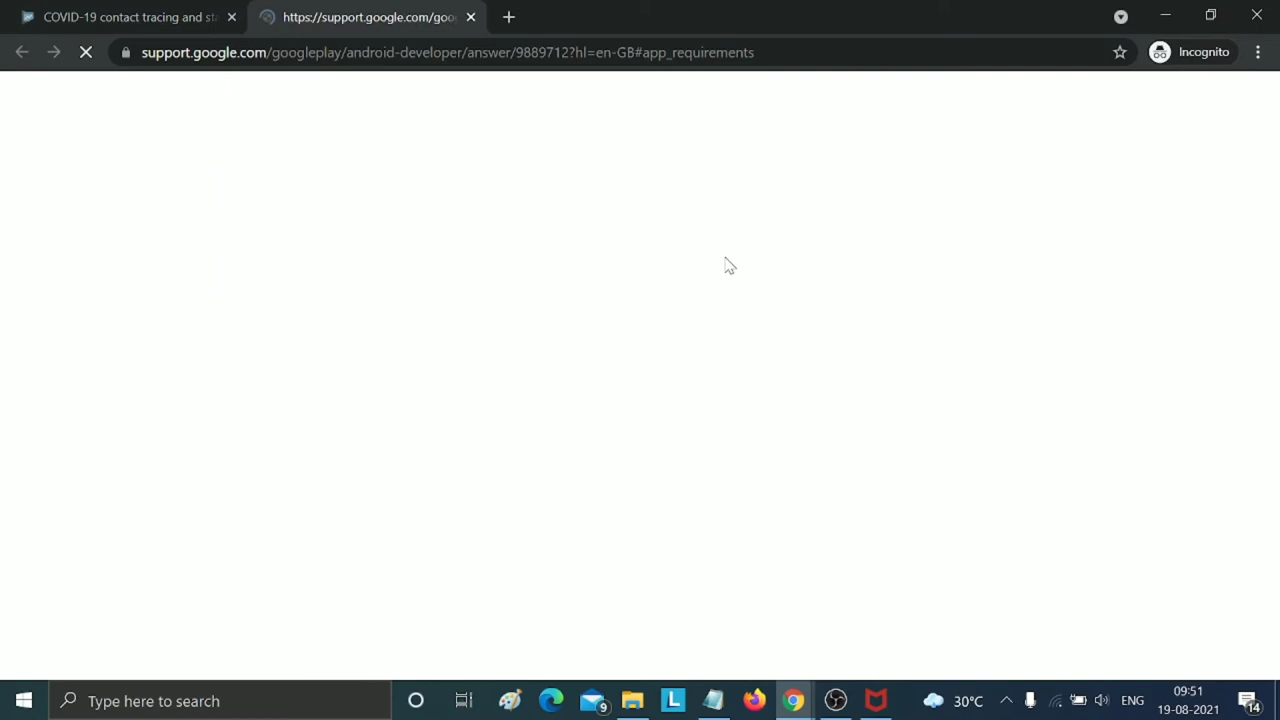 COVID-19 contact tracing and sta
https://support.google.com/goo
support.google.com/googleplay/android-developer/answer/9889712?hl=en-GB#app_requirements
Incognito
Type here to search
9
L
30°C
ENG
09:51
19-08-2021
14